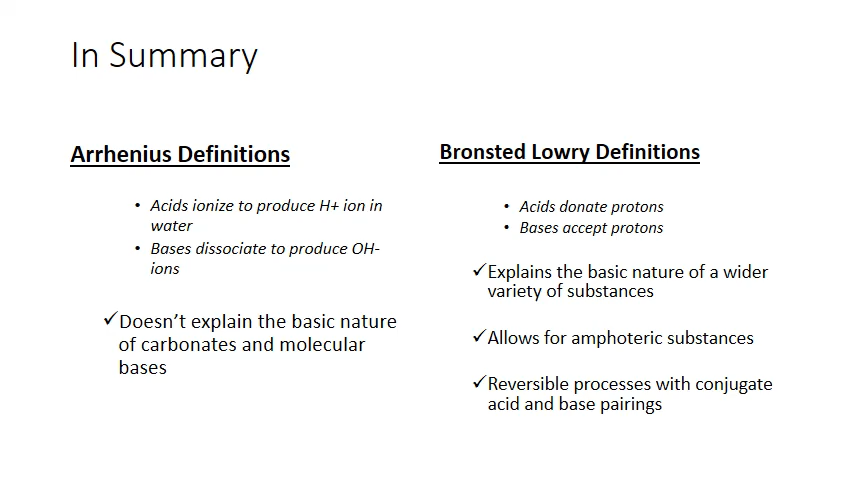 In Summary
Arrhenius Definitions
• Acids ionize to produce H+ ion in
water
• Bases dissociate to produce OH-
ions
✓Doesn’t explain the basic nature
of carbonates and molecular
bases
Bronsted Lowry Definitions
• Acids donate protons
• Bases accept protons
✓Explains the basic nature of a wider
variety of substances
✓Allows for amphoteric substances
✓Reversible processes with conjugate
acid and base pairings